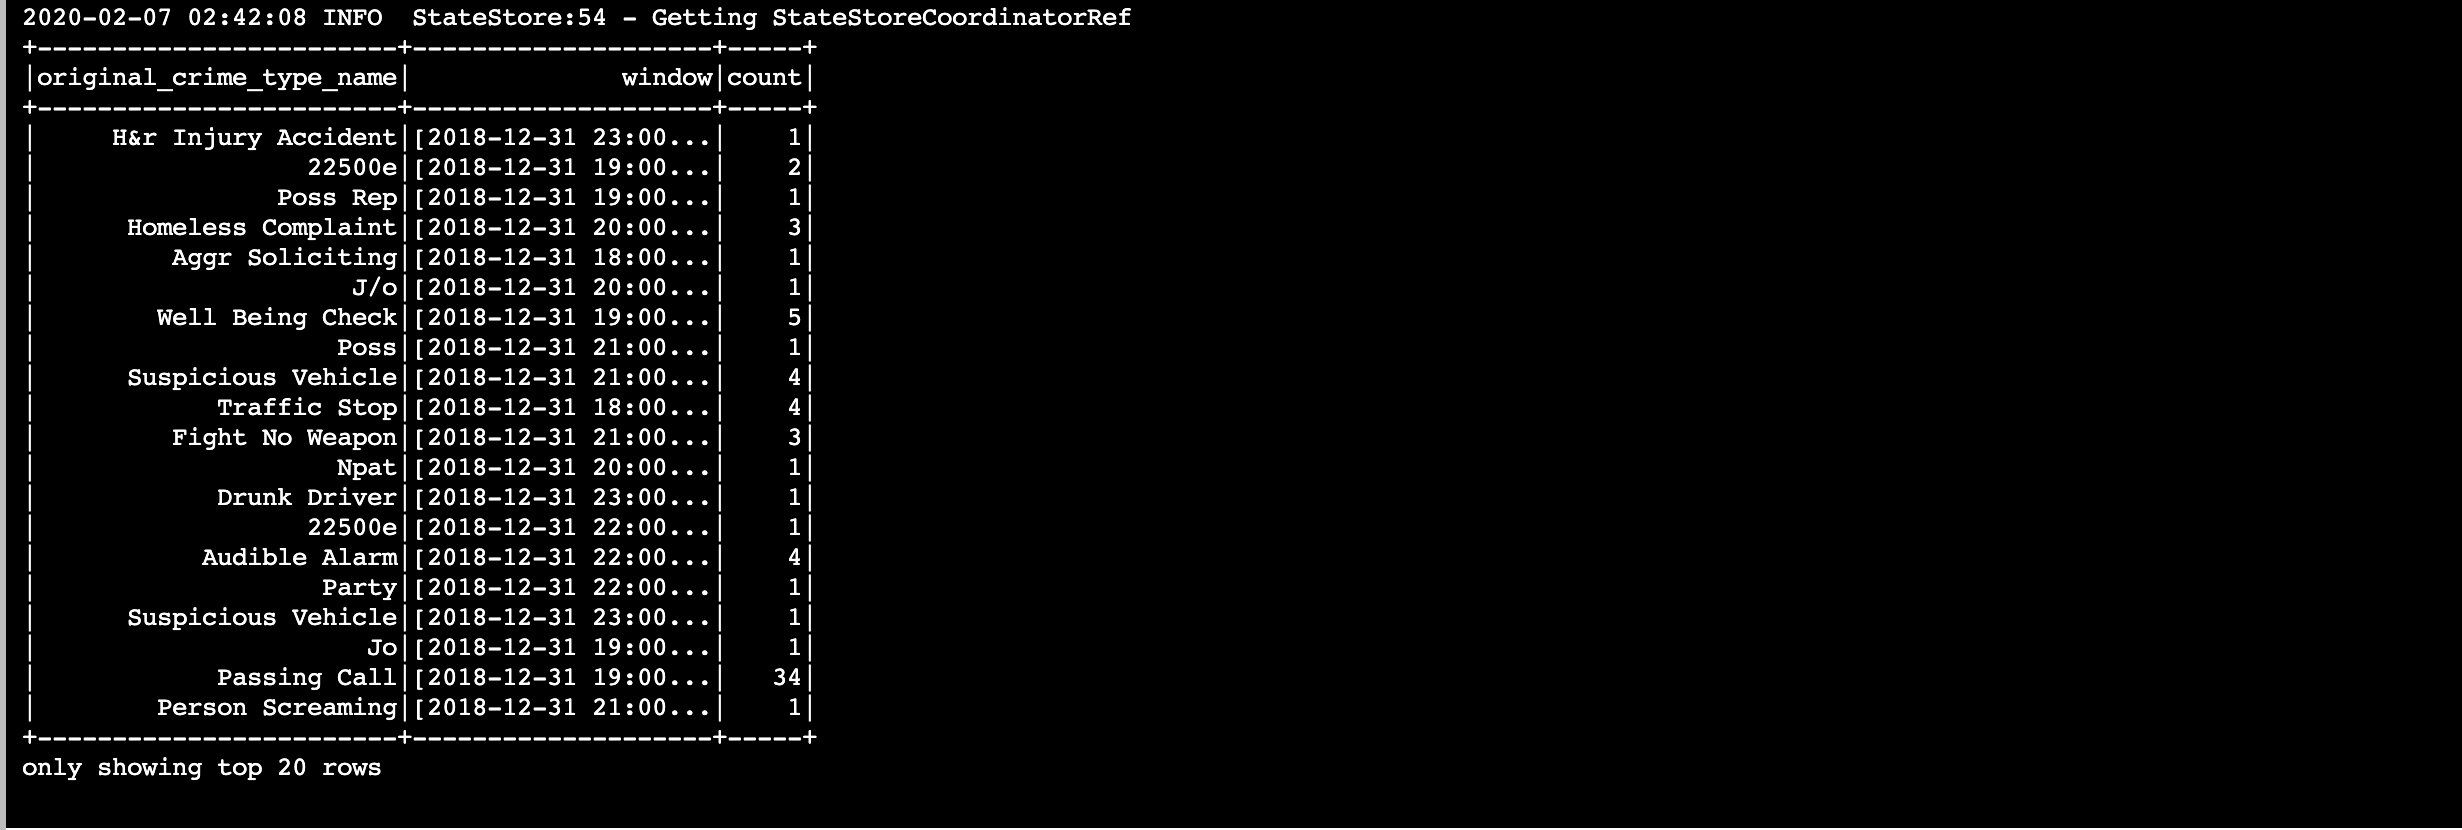 2020-02-07 02:42:08 INFO  StateStore:54 - Getting StateStoreCoordinatorRef
+------------------------+--------------------+-----+
|original_crime_type_name|              window|count|
+------------------------+--------------------+-----+
|     H&r Injury Accident|[2018-12-31 23:00...|    1|
|                  22500e|[2018-12-31 19:00...|    2|
|                Poss Rep|[2018-12-31 19:00...|    1|
|      Homeless Complaint|[2018-12-31 20:00...|    3|
|         Aggr Soliciting|[2018-12-31 18:00...|    1|
|                     J/o|[2018-12-31 20:00...|    1|
|        Well Being Check|[2018-12-31 19:00...|    5|
|                    Poss|[2018-12-31 21:00...|    1|
|      Suspicious Vehicle|[2018-12-31 21:00...|    4|
|            Traffic Stop|[2018-12-31 18:00...|    4|
|         Fight No Weapon|[2018-12-31 21:00...|    3|
|                    Npat|[2018-12-31 20:00...|    1|
|            Drunk Driver|[2018-12-31 23:00...|    1|
|                  22500e|[2018-12-31 22:00...|    1|
|           Audible Alarm|[2018-12-31 22:00...|    4|
|                   Party|[2018-12-31 22:00...|    1|
|      Suspicious Vehicle|[2018-12-31 23:00...|    1|
|                      Jo|[2018-12-31 19:00...|    1|
|            Passing Call|[2018-12-31 19:00...|   34|
|        Person Screaming|[2018-12-31 21:00...|    1|
+------------------------+--------------------+-----+
only showing top 20 rows